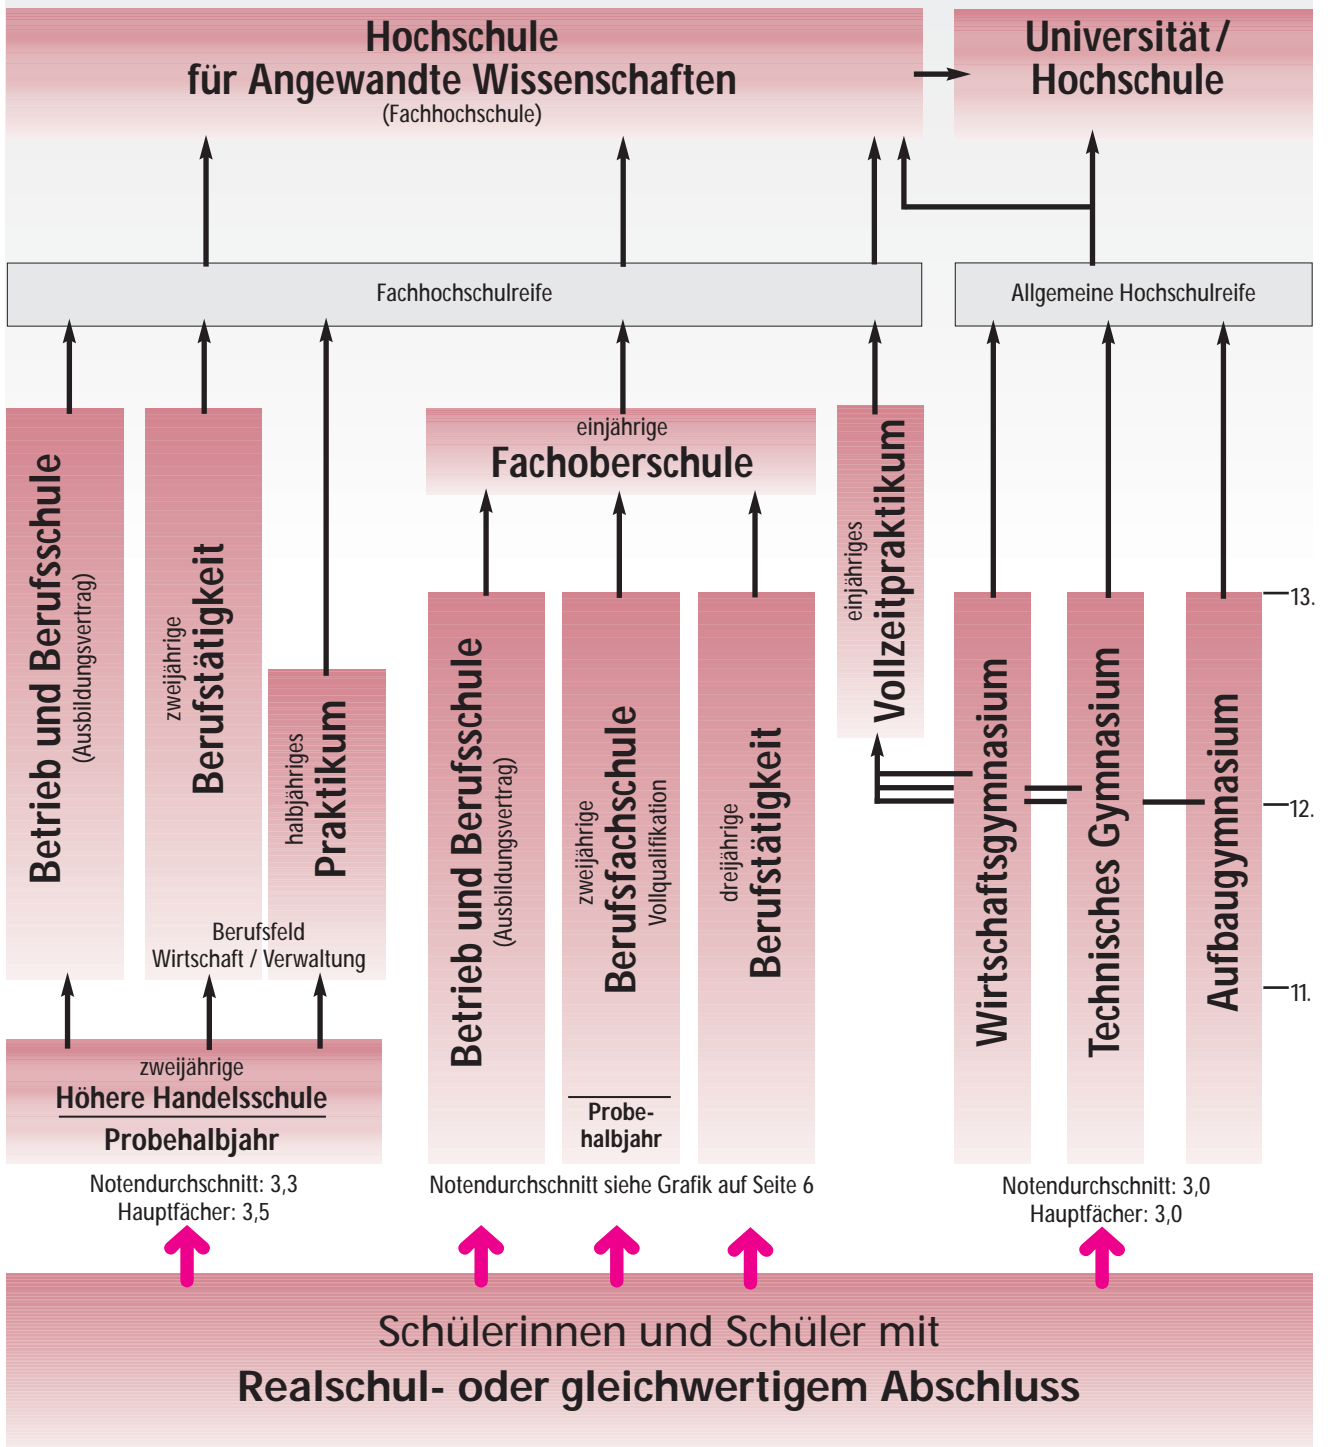 Hochschule
für Angewandte Wissenschaften
(Fachhochschule)
Universität/
Hochschule
Fachhochschulreife
Allgemeine Hochschulreife
Betrieb und Berufsschule
(Ausbildungsvertrag)
zweijährige
Berufstätigkeit
halbjähriges
Praktikum
Berufsfeld
Wirtschaft / Verwaltung
zweijährige
Höhere Handelsschule
Probehalbjahr
Notendurchschnitt: 3,3
Hauptfächer: 3,5
einjährige
Fachoberschule
Betrieb und Berufsschule
(Ausbildungsvertrag)
zweijährige
Berufsfachschule
Vollqualifikation
Probe-
halbjahr
dreijährige
Berufstätigkeit
Notendurchschnitt siehe Grafik auf Seite 6
einjähriges
Vollzeitpraktikum
Wirtschaftsgymnasium
Technisches Gymnasium
Aufbaugymnasium
13.
12.
11.
Notendurchschnitt: 3,0
Hauptfächer: 3,0
Schülerinnen und Schüler mit
Realschul- oder gleichwertigem Abschluss